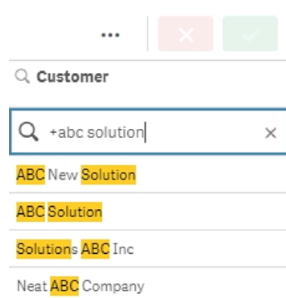 ...
Customer
+abc solution
ABC New Solution
ABC Solution
Solutions ABC Inc
Neat ABC Company